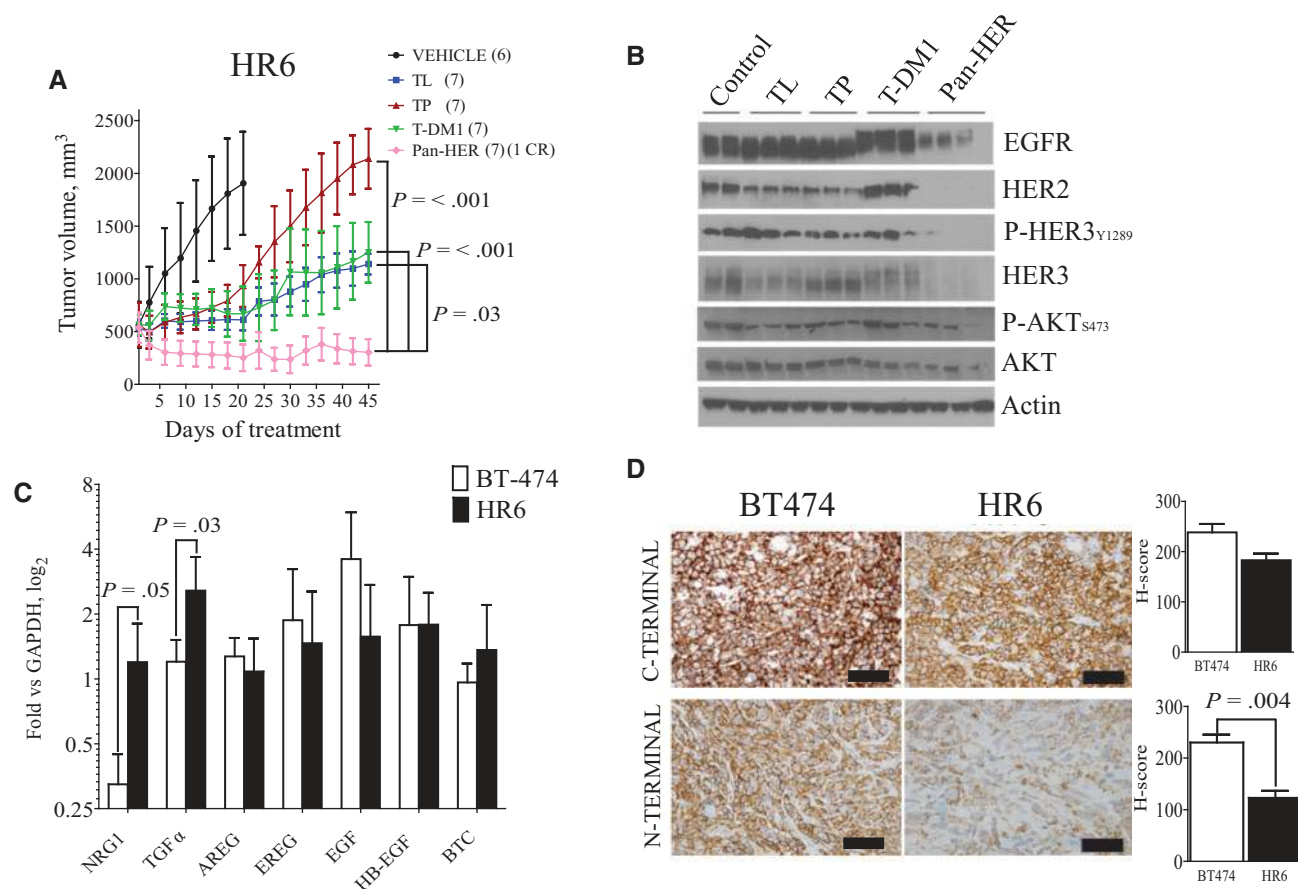 A
HR6
VEHICLE (6)
TL (7)
TP (7)
T-DM1 (7)
Pan-HER (7) (1 CR)
Tumor volume, mm3
2500
2000
1500
1000
500
0
5 10 15 20 25 30 35 40 45
Days of treatment
P = < .001
P = < .001
P = .03
B
Control TL TP T-DM1 Pan-HER
EGFR
HER2
P-HER3Y1289
HER3
P-AKTS473
AKT
Actin
C
BT-474
HR6
Fold vs GAPDH, log2
8
4
2
1
0.5
0.25
P = .05
P = .03
NRG1 TGFα AREG EREG EGF HB-EGF BTC
D
BT474 HR6
C-TERMINAL
N-TERMINAL
H-score
300
200
100
0
BT474 HR6
P = .004
H-score
300
200
100
0
BT474 HR6